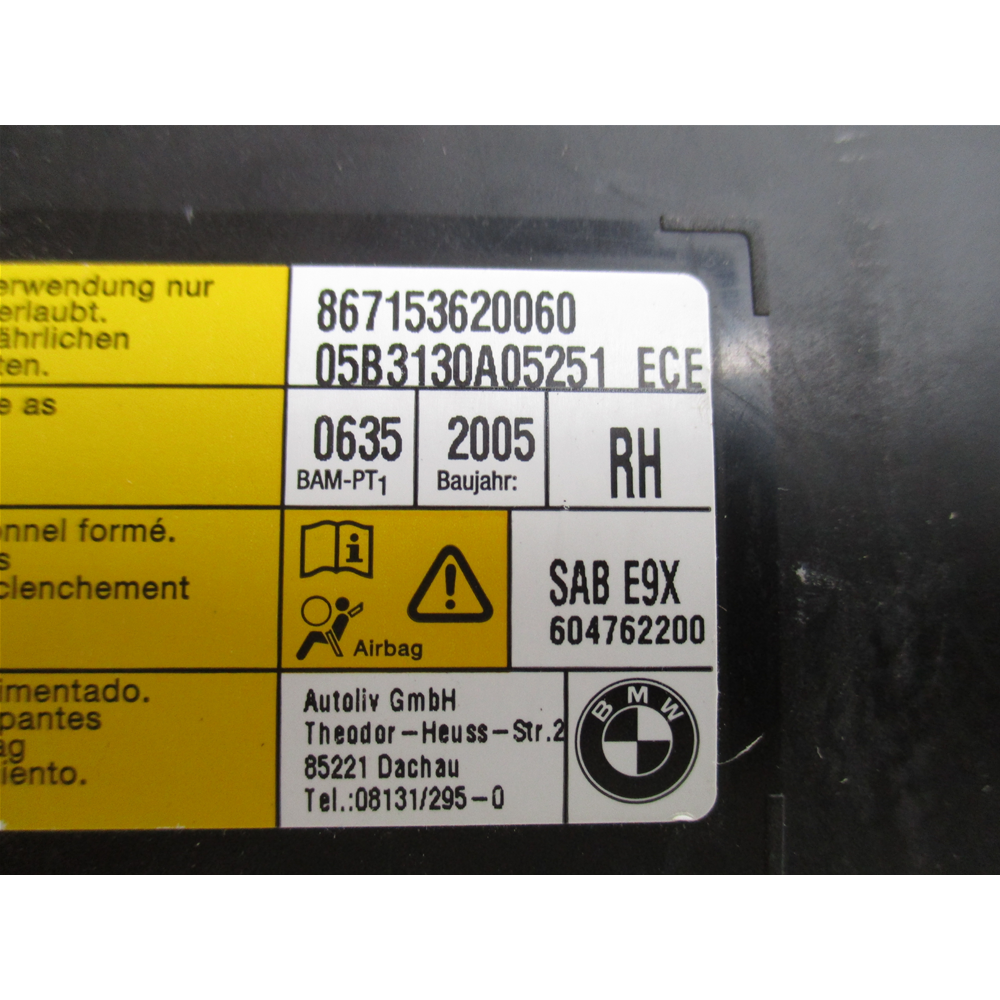 erwendung nur
erlaubt.
ährlichen
ten.
e as
onnel formé.
s
clenchement
imentado.
pantes
ag
iento.
867153620060
05B3130A05251 ECE
0635
BAM-PT1
2005
Baujahr:
RH
i
!
Airbag
SAB E9X
604762200
Autoliv GmbH
Theodor-Heuss-Str.2
85221 Dachau
Tel.:08131/295-0
BMW